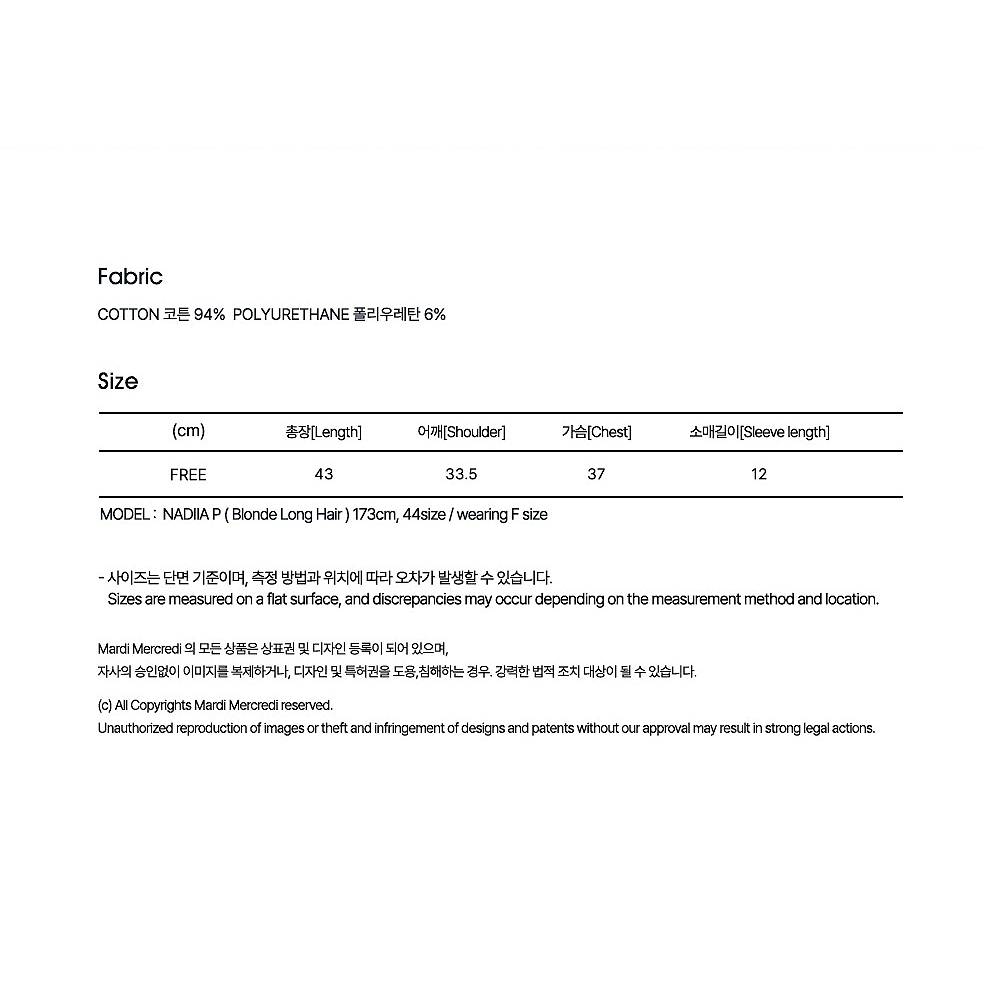 Fabric
COTTON 코튼 94% POLYURETHANE 폴리우레탄 6%
Size
(cm) 총장[Length] 어깨[Shoulder] 가슴[Chest] 소매길이[Sleeve length]
FREE 43 33.5 37 12
MODEL : NADIIA P ( Blonde Long Hair ) 173cm, 44size / wearing F size
- 사이즈는 단면 기준이며, 측정 방법과 위치에 따라 오차가 발생할 수 있습니다.
Sizes are measured on a flat surface, and discrepancies may occur depending on the measurement method and location.
Mardi Mercredi 의 모든 상품은 상표권 및 디자인 등록이 되어 있으며,
자사의 승인없이 이미지를 복제하거나, 디자인 및 특허권을 도용,침해하는 경우. 강력한 법적 조치 대상이 될 수 있습니다.
(c) All Copyrights Mardi Mercredi reserved.
Unauthorized reproduction of images or theft and infringement of designs and patents without our approval may result in strong legal actions.